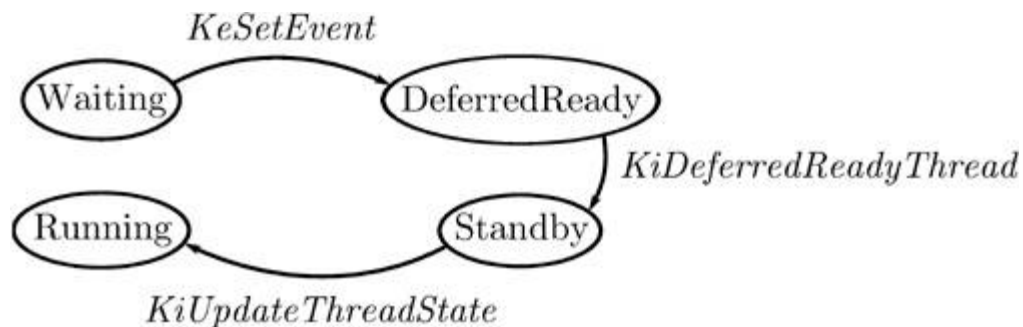 KeSetEvent
Waiting
DeferredReady
KiDeferredReadyThread
Running
Standby
KiUpdateThreadState